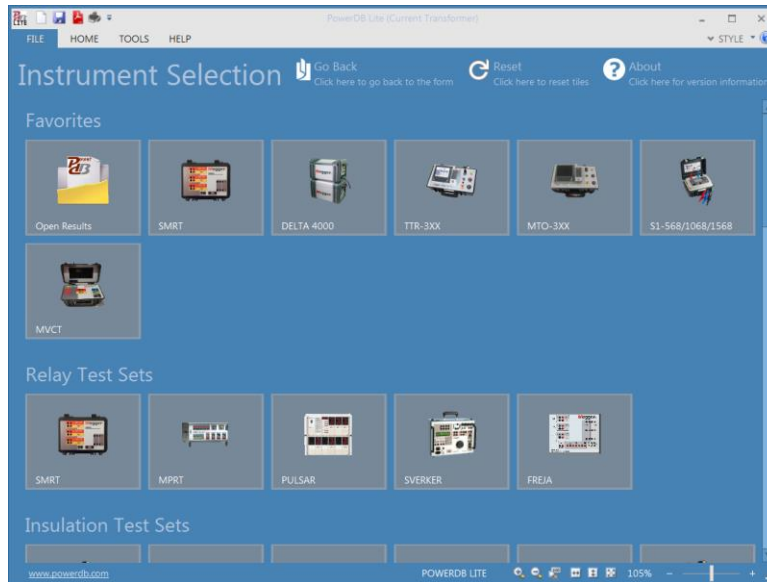 PowerDB Lite (Current Transformer)
FILE HOME TOOLS HELP STYLE
Instrument Selection
Go Back
Click here to go back to the form
Reset
Click here to reset tiles
About
Click here for version information
Favorites
Open Results SMRT DELTA 4000 TTR-3XX MTO-3XX S1-568/1068/1568
MVCT
Relay Test Sets
SMRT MPRT PULSAR SVERKER FREJA
Insulation Test Sets
www.powerdb.com POWERDB LITE 105%